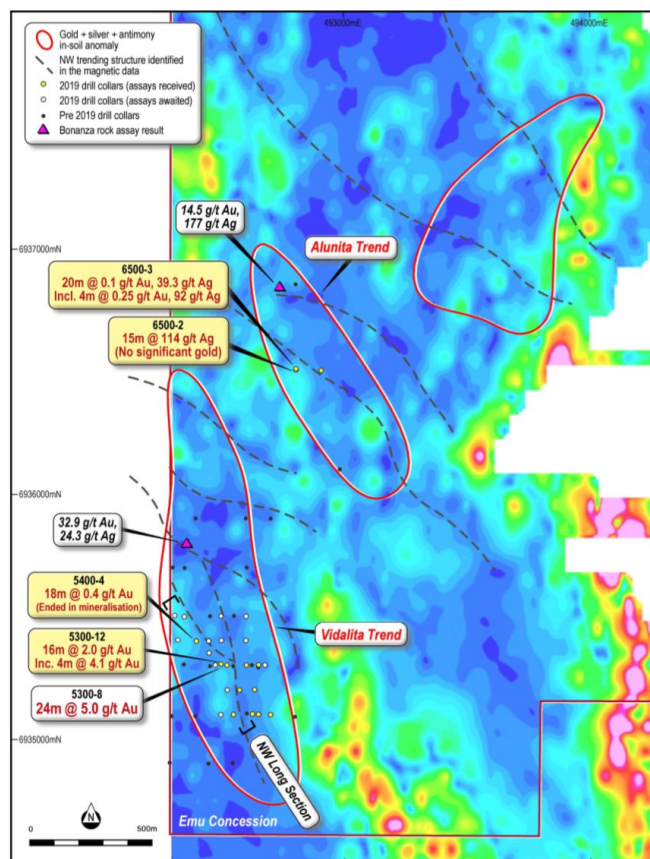 493000mE
494000mE
Gold + silver + antimony
in-soil anomaly
NW trending structure identified
in the magnetic data
2019 drill collars (assays received)
2019 drill collars (assays awaited)
Pre 2019 drill collars
Bonanza rock assay result
14.5 g/t Au,
177 g/t Ag
Alunita Trend
6937000mN
6500-3
20m @ 0.1 g/t Au, 39.3 g/t Ag
Incl. 4m @ 0.25 g/t Au, 92 g/t Ag
6500-2
15m @ 114 g/t Ag
(No significant gold)
6936000mN
32.9 g/t Au,
24.3 g/t Ag
5400-4
18m @ 0.4 g/t Au
(Ended in mineralisation)
5300-12
16m @ 2.0 g/t Au
Inc. 4m @ 4.1 g/t Au
Vidalita Trend
5300-8
24m @ 5.0 g/t Au
6935000mN
NW Long Section
N
Emu Concession
0
500m